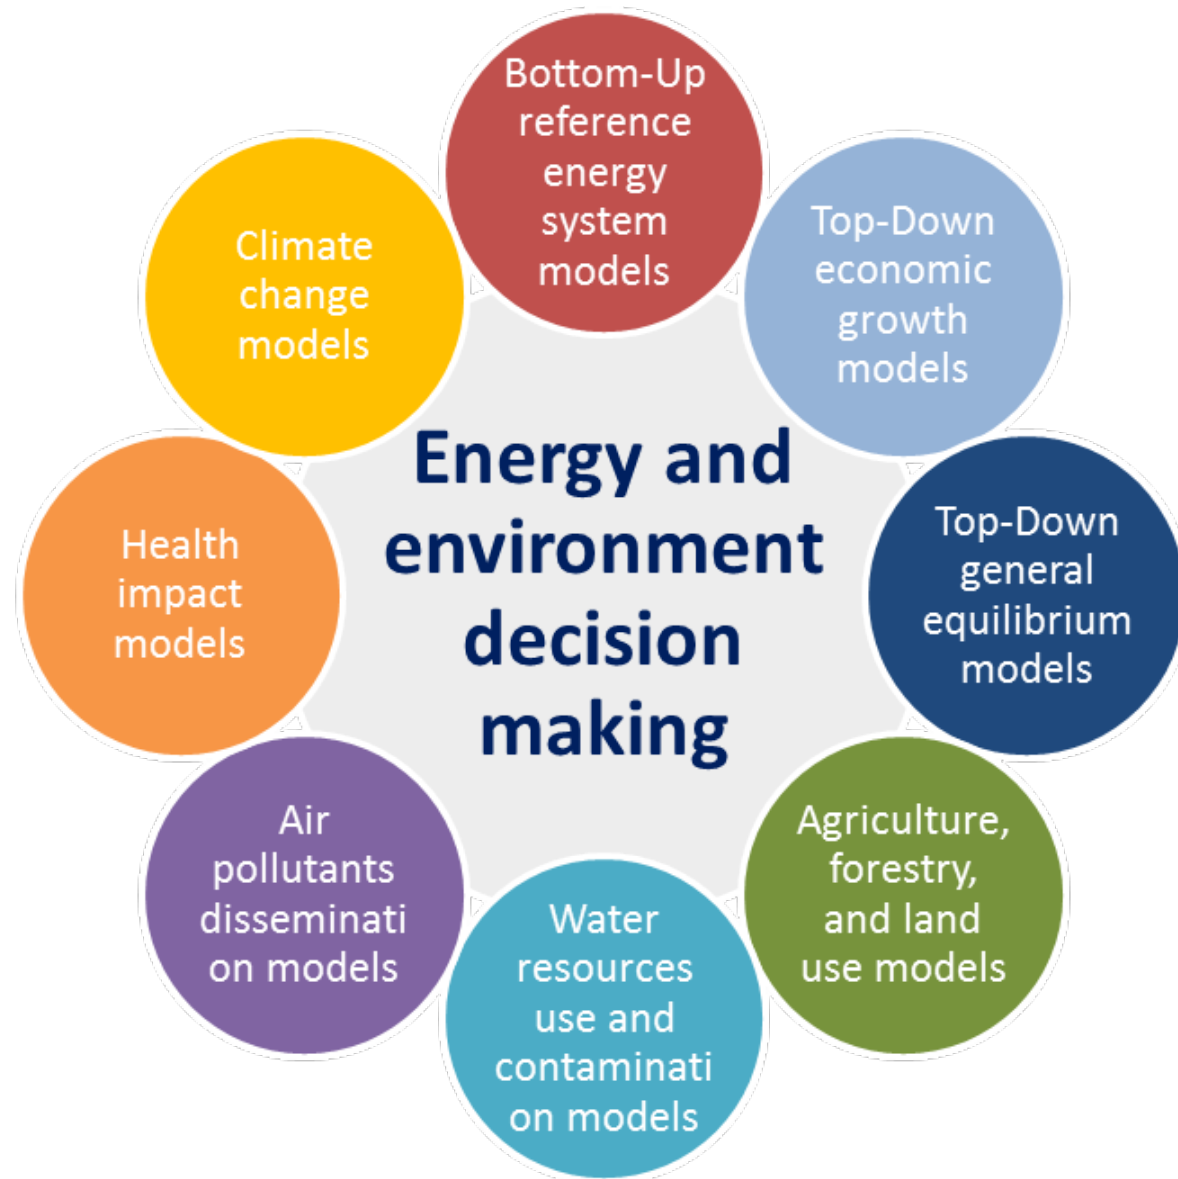 Bottom-Up
reference
energy
system
models
Top-Down
economic
growth
models
Top-Down
general
equilibrium
models
Agriculture,
forestry,
and land
use models
Water
resources
use and
contaminati
on models
Air
pollutants
disseminati
on models
Health
impact
models
Climate
change
models
Energy and
environment
decision
making